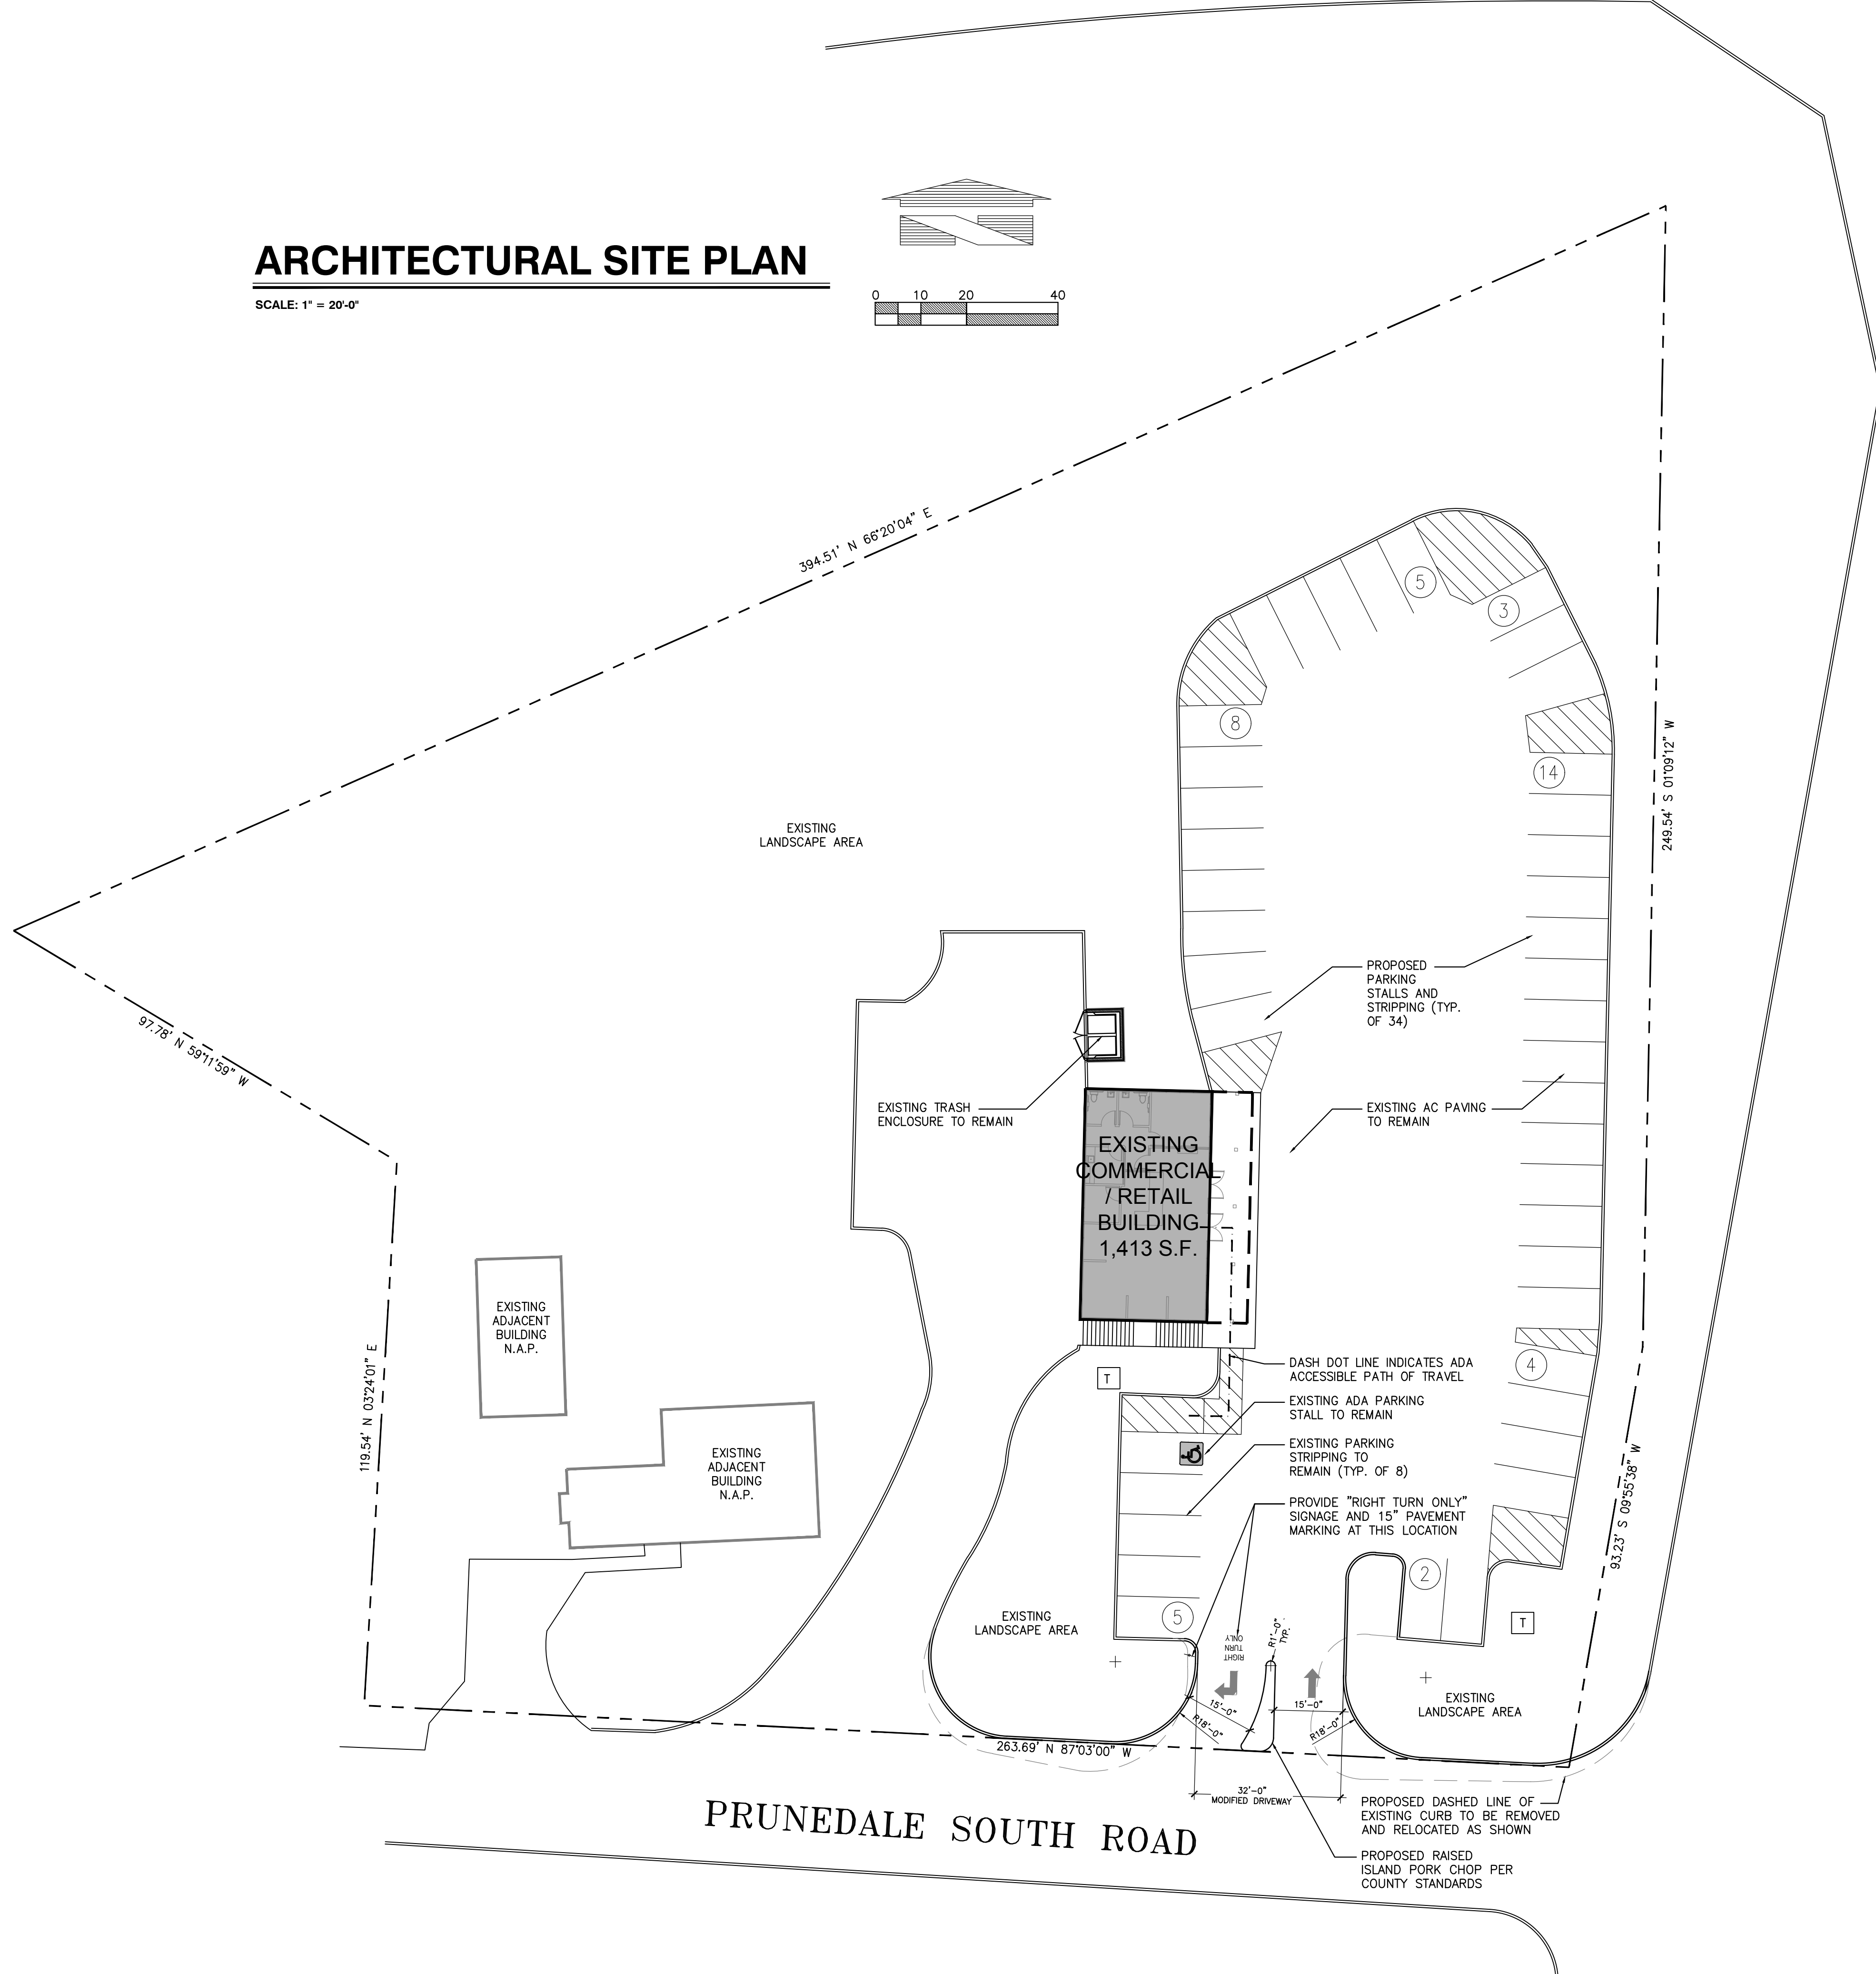 ARCHITECTURAL SITE PLAN
SCALE: 1" = 20'-0"
0 10 20 40
394.51' N 66°20'04" E
249.54' S 01°09'12" W
5
3
8
14
EXISTING
LANDSCAPE AREA
97.78' N 59°11'59" W
PROPOSED
PARKING
STALLS AND
STRIPPING (TYP.
OF 34)
EXISTING TRASH
ENCLOSURE TO REMAIN
EXISTING AC PAVING
TO REMAIN
EXISTING
COMMERCIAL
/ RETAIL
BUILDING
1,413 S.F.
EXISTING
ADJACENT
BUILDING
N.A.P.
119.54' N 03°24'01" E
T
DASH DOT LINE INDICATES ADA
ACCESSIBLE PATH OF TRAVEL
4
EXISTING ADA PARKING
STALL TO REMAIN
EXISTING PARKING
STRIPPING TO
REMAIN (TYP. OF 8)
EXISTING
ADJACENT
BUILDING
N.A.P.
PROVIDE "RIGHT TURN ONLY"
SIGNAGE AND 15" PAVEMENT
MARKING AT THIS LOCATION
93.23' S 09°55'38" W
2
5
T
EXISTING
LANDSCAPE AREA
RIGHT
TURN
ONLY
R1'-0"
TYP.
15'-0"
R18'-0"
15'-0"
R18'-0"
EXISTING
LANDSCAPE AREA
263.69' N 87°03'00" W
32'-0"
MODIFIED DRIVEWAY
PRUNEDALE SOUTH ROAD
PROPOSED DASHED LINE OF
EXISTING CURB TO BE REMOVED
AND RELOCATED AS SHOWN
PROPOSED RAISED
ISLAND PORK CHOP PER
COUNTY STANDARDS